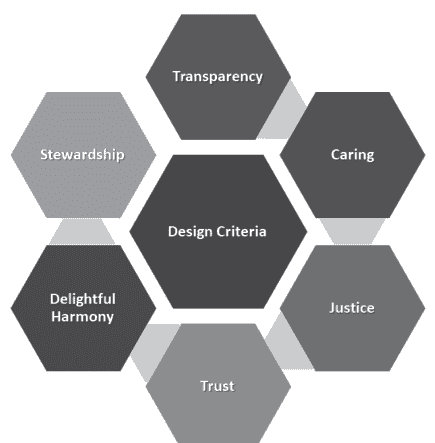 Transparency
Caring
Justice
Trust
Delightful
Harmony
Stewardship
Design Criteria